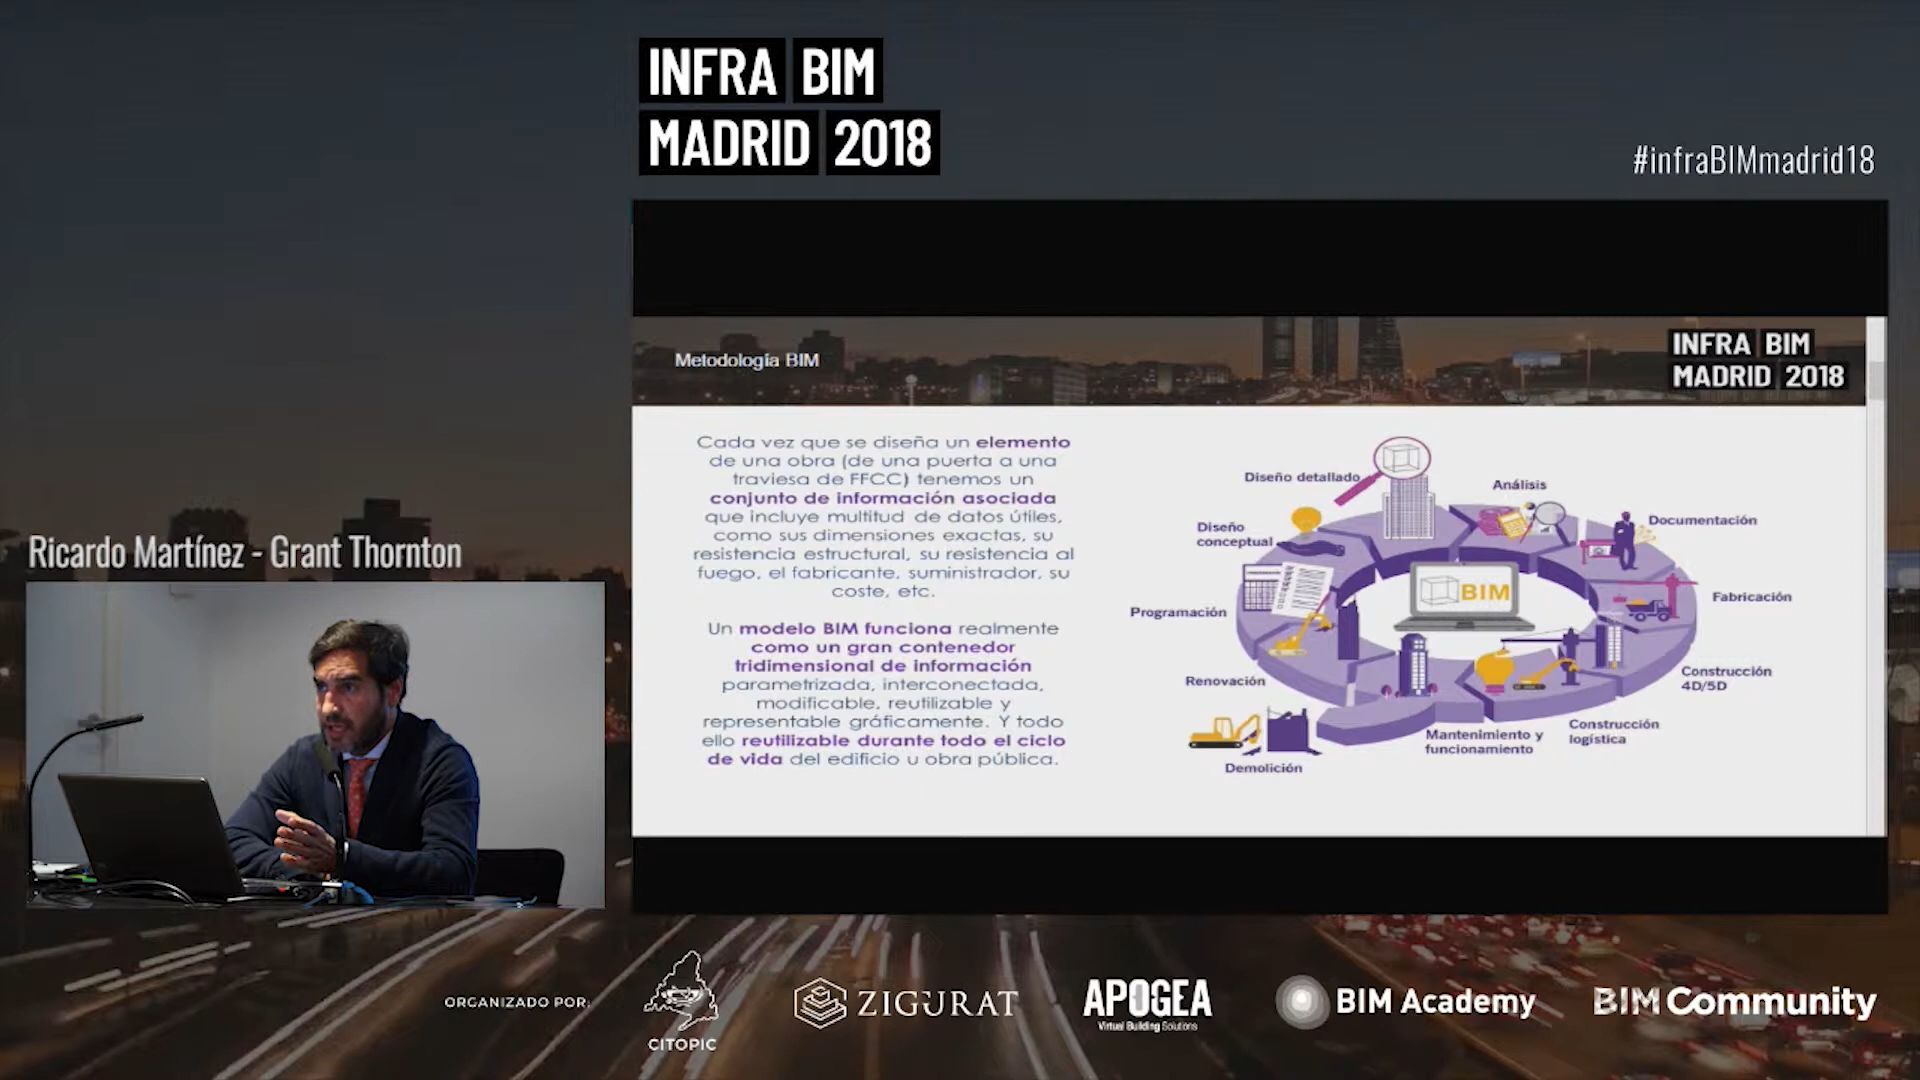 INFRA BIM
MADRID 2018
#infraBIMmadrid18
Metodología BIM
INFRA BIM
MADRID 2018
Cada vez que se diseña un elemento
de una obra (de una puerta a una
traviesa de FFCC) tenemos un
conjunto de información asociada
que incluye multitud de datos útiles,
como sus dimensiones exactas, su
resistencia estructural, su resistencia al
fuego, el fabricante, suministrador, su
coste, etc.
Un modelo BIM funciona realmente
como un gran contenedor
tridimensional de información
parametrizada, interconectada,
modificable, reutilizable y
representable gráficamente. Y todo
ello reutilizable durante todo el ciclo
de vida del edificio u obra pública.
Diseño detallado
Análisis
Diseño
conceptual
Documentación
BIM
Programación
Fabricación
Renovación
Construcción
4D/5D
Construcción
logística
Mantenimiento y
funcionamiento
Demolición
Ricardo Martínez - Grant Thornton
ORGANIZADO POR:
CITOPIC
ZIGURAT
APOGEA
Virtual Building Solutions
BIM Academy
BIM Community